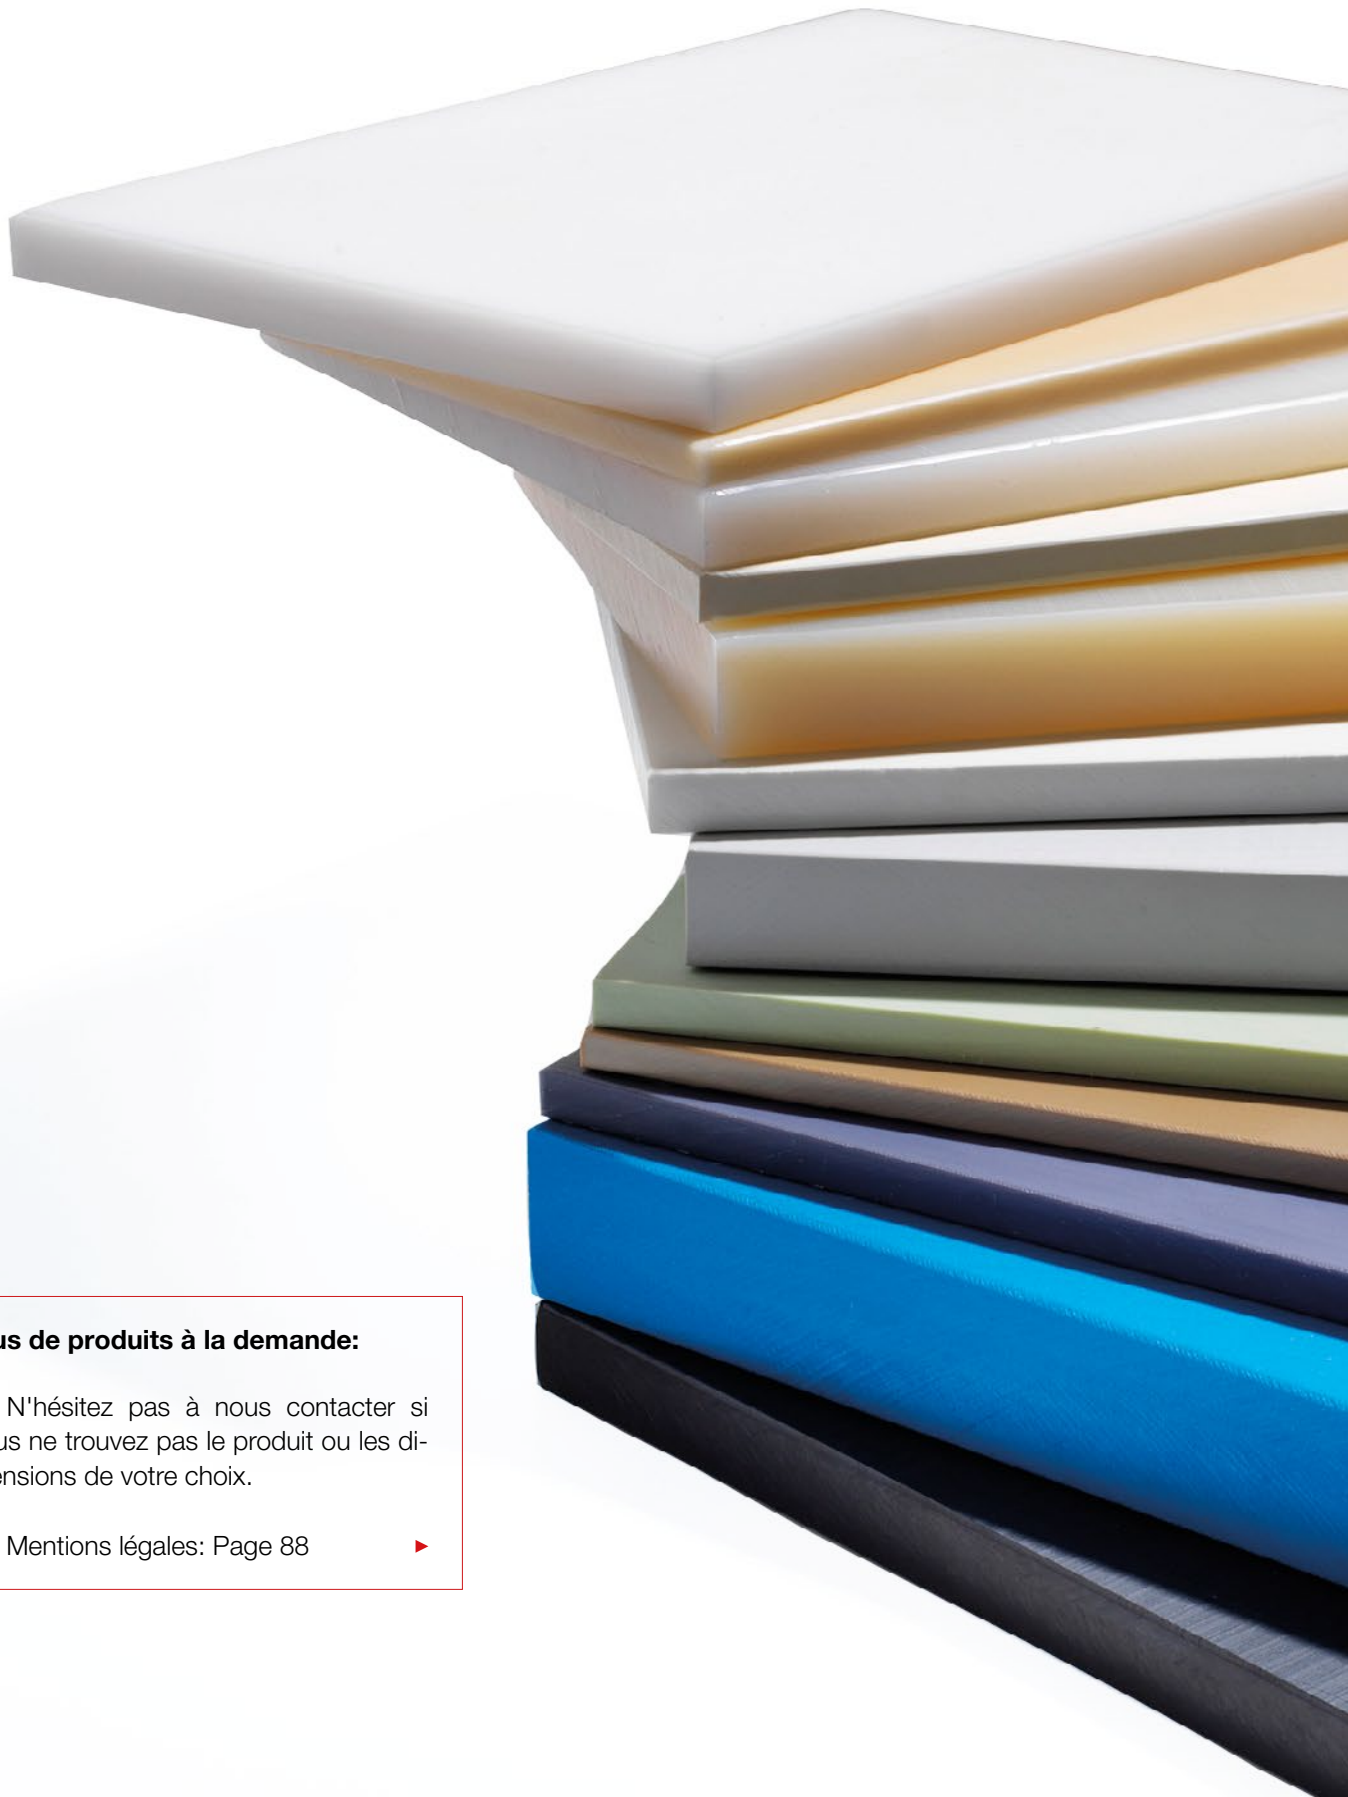 us de produits à la demande:
N'hésitez pas à nous contacter si
us ne trouvez pas le produit ou les di-
ensions de votre choix.
Mentions légales: Page 88